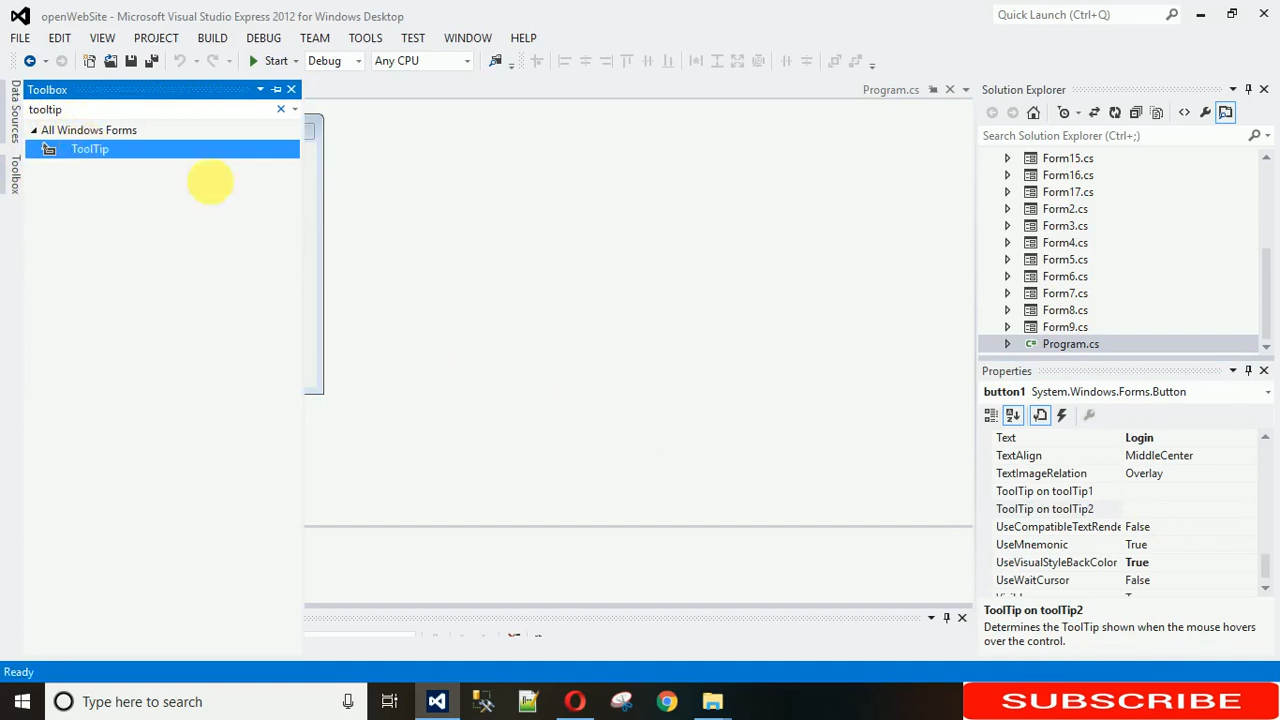 openWebSite - Microsoft Visual Studio Express 2012 for Windows Desktop
Quick Launch (Ctrl+Q)
FILE EDIT VIEW PROJECT BUILD DEBUG TEAM TOOLS TEST WINDOW HELP
Start Debug Any CPU
Data Sources
Toolbox
Toolbox
tooltip
All Windows Forms
ToolTip
Program.cs
Solution Explorer
Search Solution Explorer (Ctrl+;)
Form15.cs
Form16.cs
Form17.cs
Form2.cs
Form3.cs
Form4.cs
Form5.cs
Form6.cs
Form7.cs
Form8.cs
Form9.cs
Program.cs
Properties
button1 System.Windows.Forms.Button
Text Login
TextAlign MiddleCenter
TextImageRelation Overlay
ToolTip on toolTip1
ToolTip on toolTip2
UseCompatibleTextRende False
UseMnemonic True
UseVisualStyleBackColor True
UseWaitCursor False
ToolTip on toolTip2
Determines the ToolTip shown when the mouse hovers
over the control.
Ready
Type here to search
SUBSCRIBE